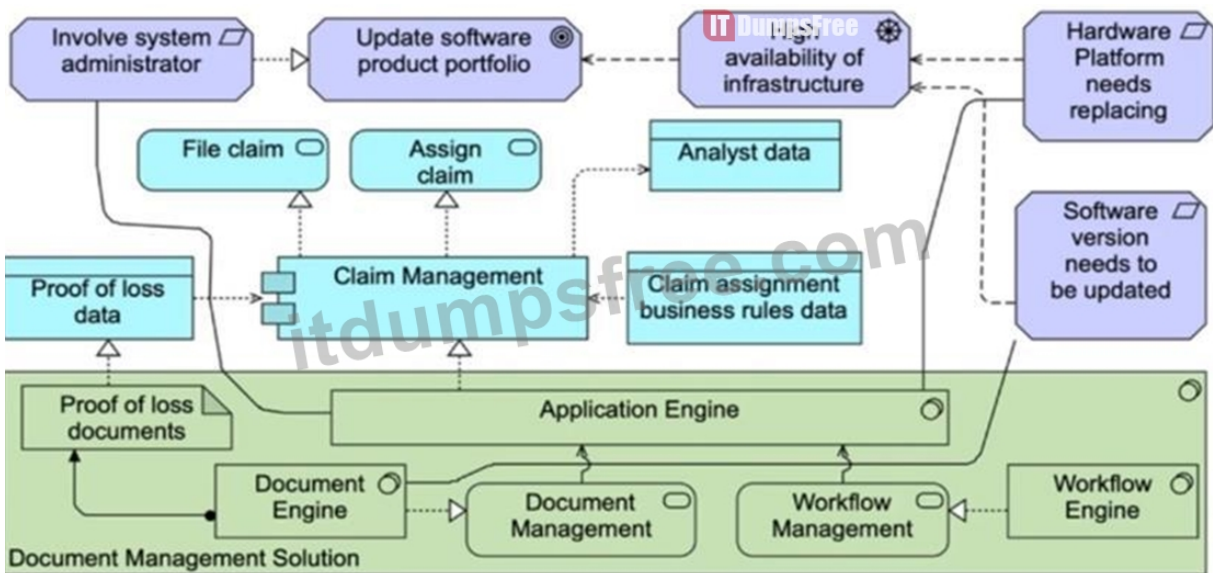 Involve system
administrator
Update software
product portfolio
IT DumpsFree
High
availability of
infrastructure
Hardware
Platform
needs
replacing
File claim
Assign
claim
Analyst data
Software
version
needs to
be updated
Proof of loss
data
Claim Management
Claim assignment
business rules data
itdumpsfree.com
Proof of loss
documents
Application Engine
Document
Engine
Document
Management
Workflow
Management
Workflow
Engine
Document Management Solution